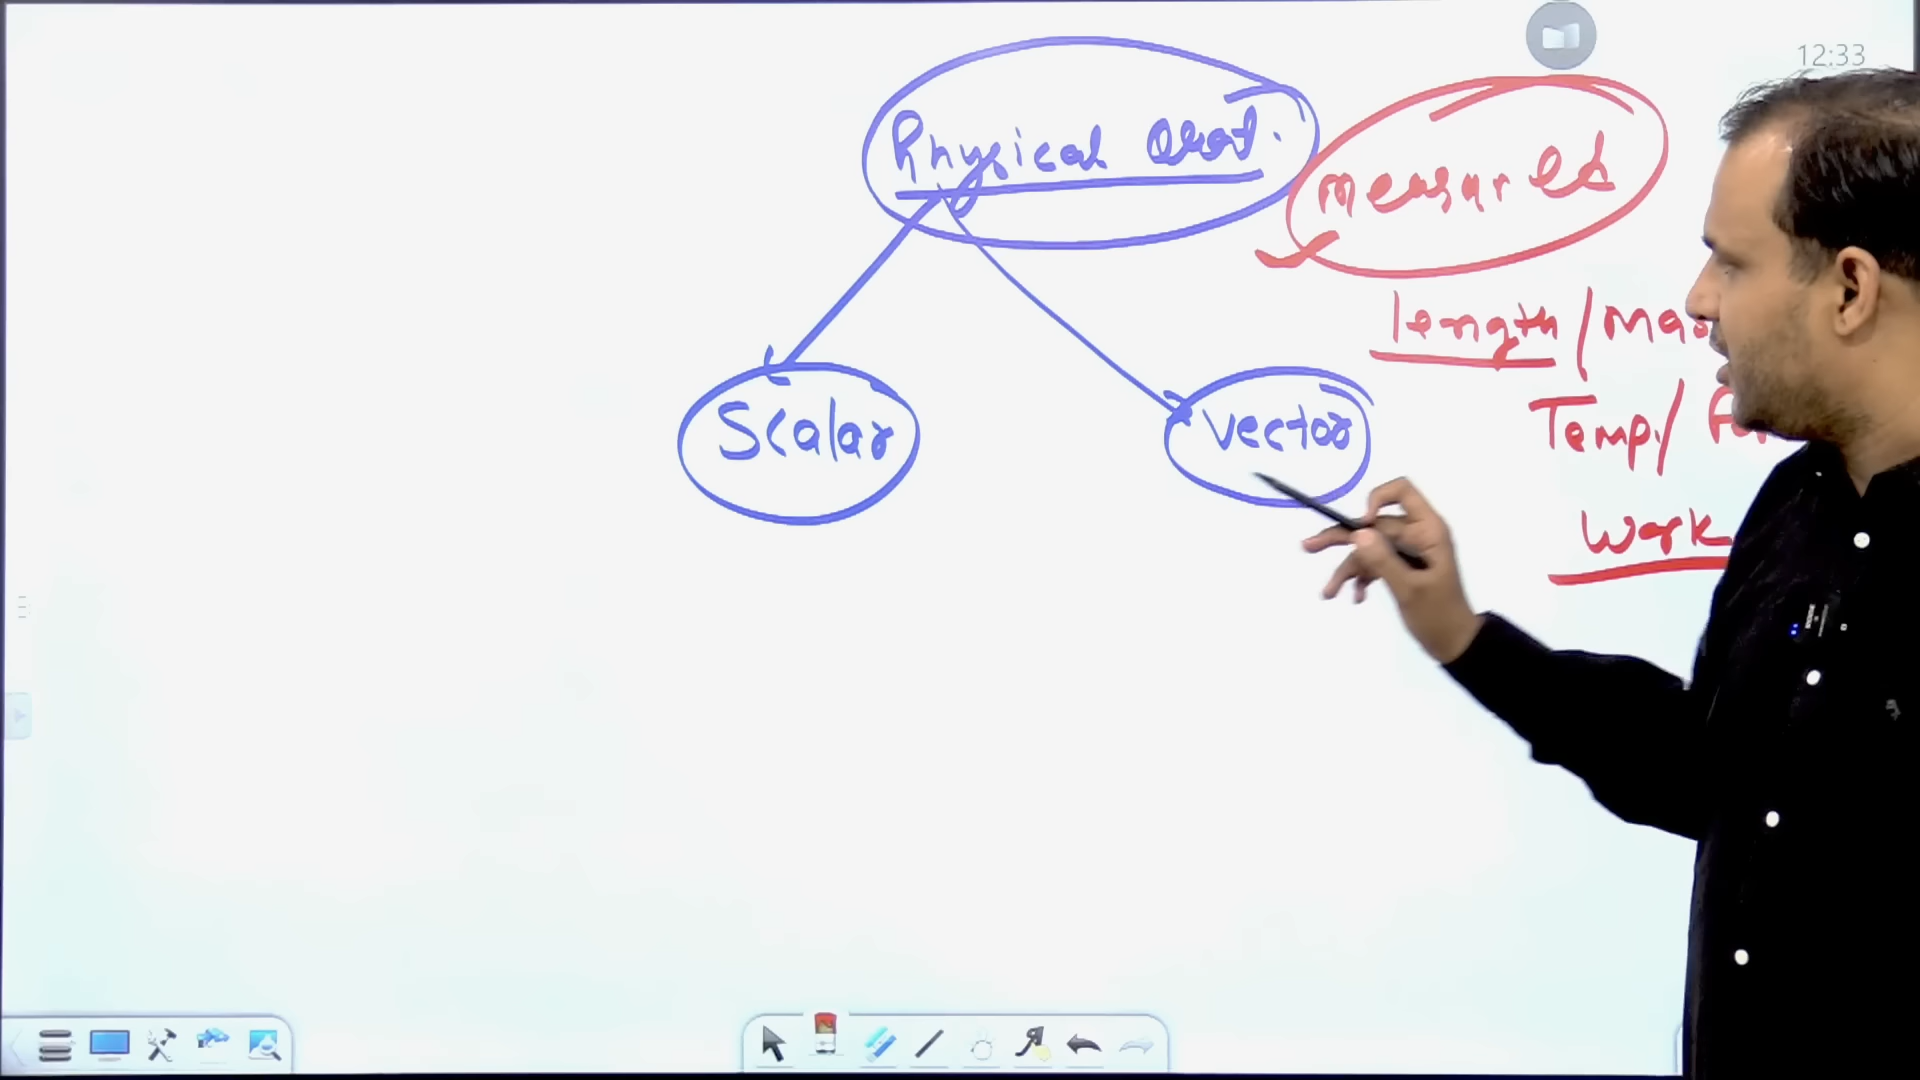 12:33
Physical Quat.
measured
length / Mas
Scalar
vector
Temp. /
Work